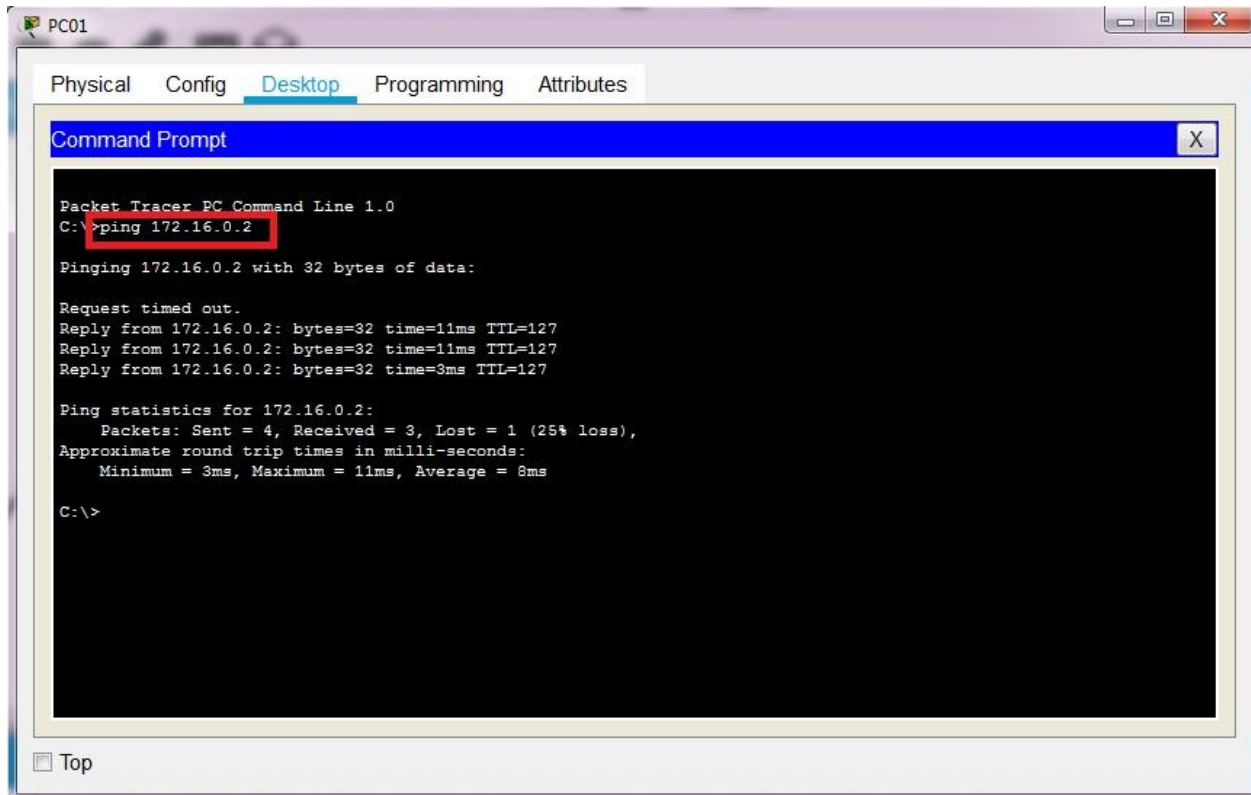 PC01
Physical Config Desktop Programming Attributes
Command Prompt X
Packet Tracer PC Command Line 1.0
C:\>ping 172.16.0.2
Pinging 172.16.0.2 with 32 bytes of data:
Request timed out.
Reply from 172.16.0.2: bytes=32 time=11ms TTL=127
Reply from 172.16.0.2: bytes=32 time=11ms TTL=127
Reply from 172.16.0.2: bytes=32 time=3ms TTL=127
Ping statistics for 172.16.0.2:
Packets: Sent = 4, Received = 3, Lost = 1 (25% loss),
Approximate round trip times in milli-seconds:
Minimum = 3ms, Maximum = 11ms, Average = 8ms
C:\>
Top